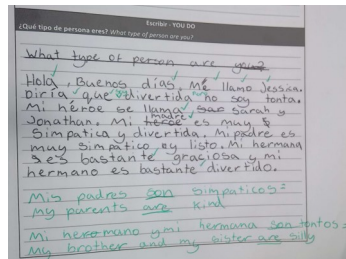 Escribir - YOU DO
¿Qué tipo de persona eres? What type of person are you?
What type of person are you?
Hola, Buenos días, Me llamo Jessica.
Diría que divertida no soy tonta.
Mi héroe se llama sarah y
Jonathan. Mi madre es muy
Simpatica y divertida. Mi padre es
muy simpatico y listo. Mi hermana
es bastante graciosa y mi
hermano es bastante divertido.
Mis padres son simpaticos =
My parents are kind
Mi hermano y mi hermana son tontos =
My brother and my sister are silly